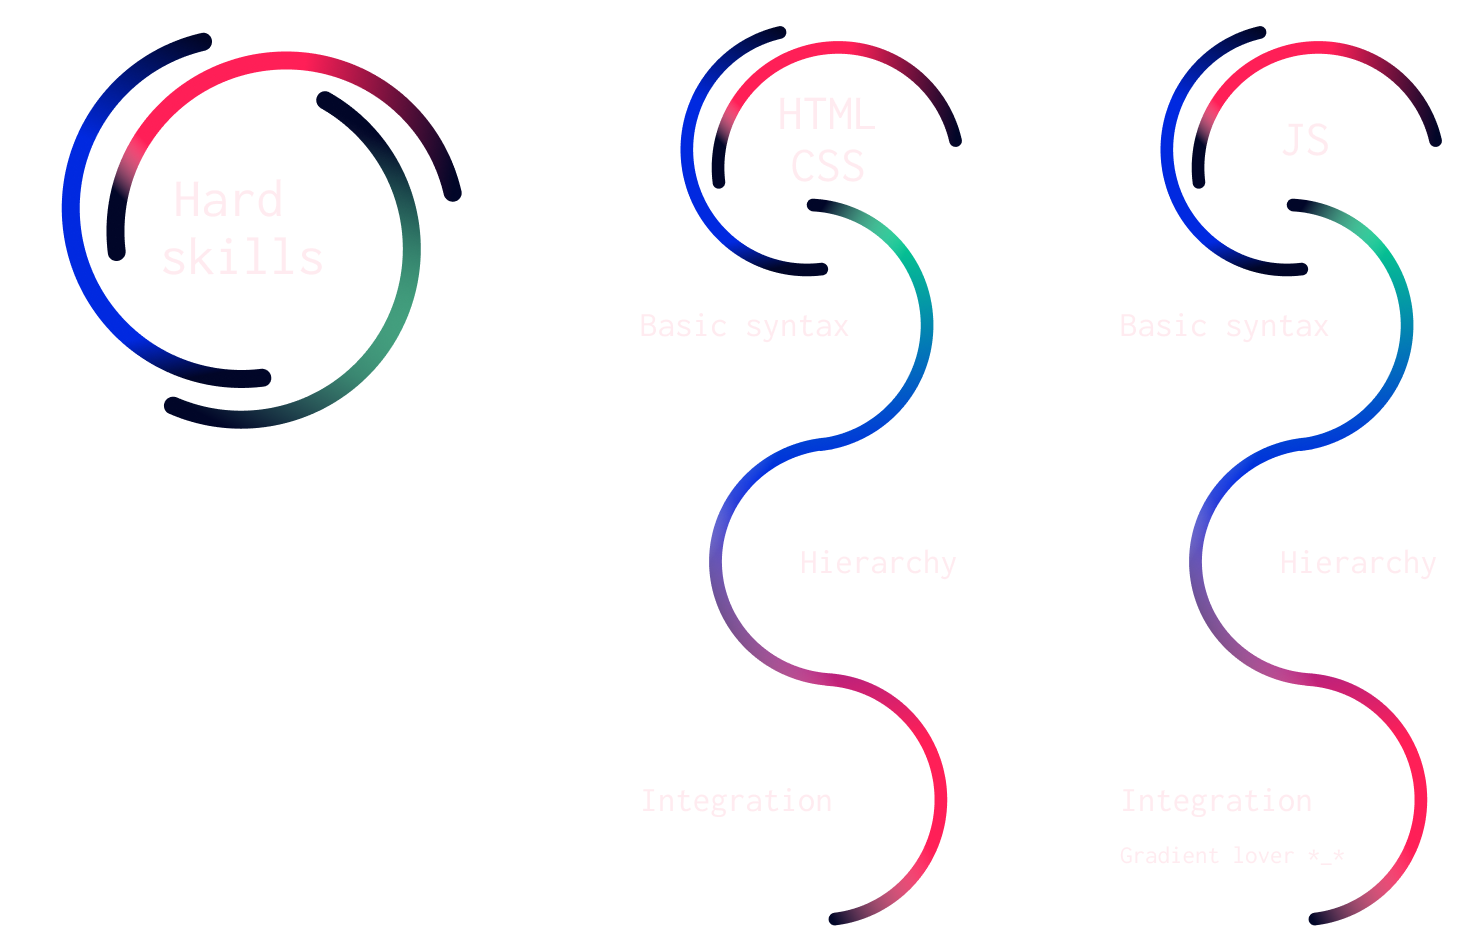 Hard
skills
HTML
CSS
Basic syntax
Hierarchy
Integration
JS
Basic syntax
Hierarchy
Integration
Gradient lover *_*